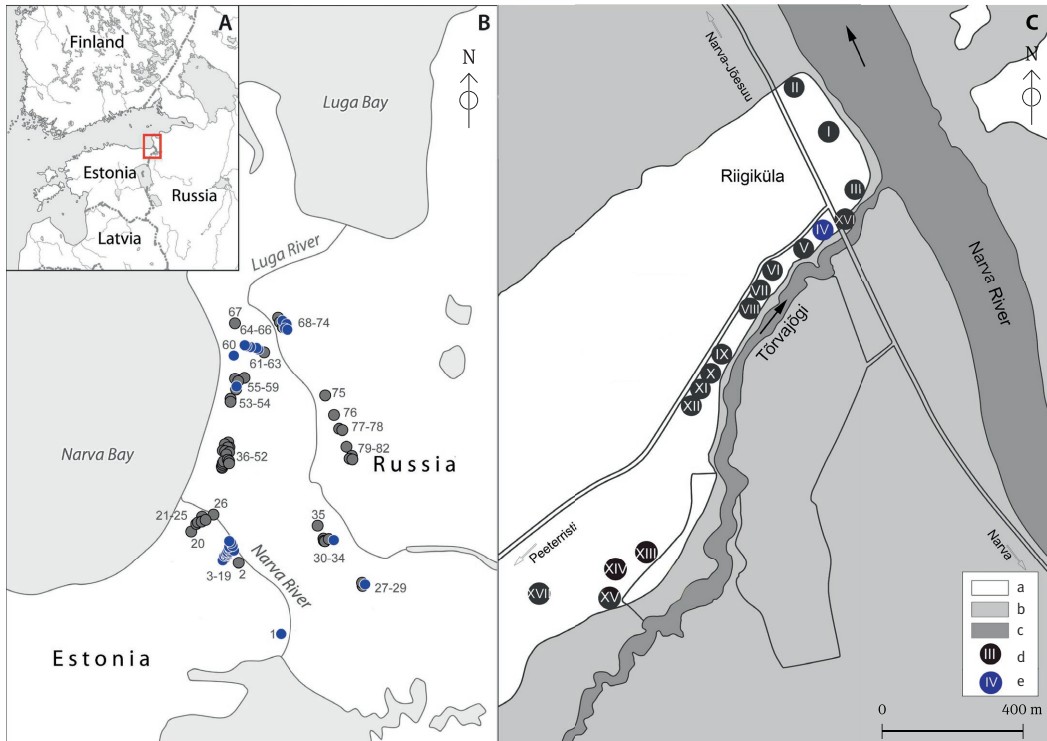 A
Finland
Estonia
Russia
Latvia
B
N
Luga Bay
Luga River
67
64-66
68-74
60
61-63
55-59
53-54
75
76
77-78
79-82
Narva Bay
36-52
Russia
26
21-25
20
35
30-34
3-19
2
Narva River
27-29
1
Estonia
C
N
Narva-Jõesuu
II
I
Riigiküla
III
XVI
IV
V
VI
VII
VIII
Narva River
Tõrvajõgi
IX
X
XI
XII
Peeterristi
XIII
XIV
XV
XVII
Narva
a
b
c
III d
IV e
0 400 m